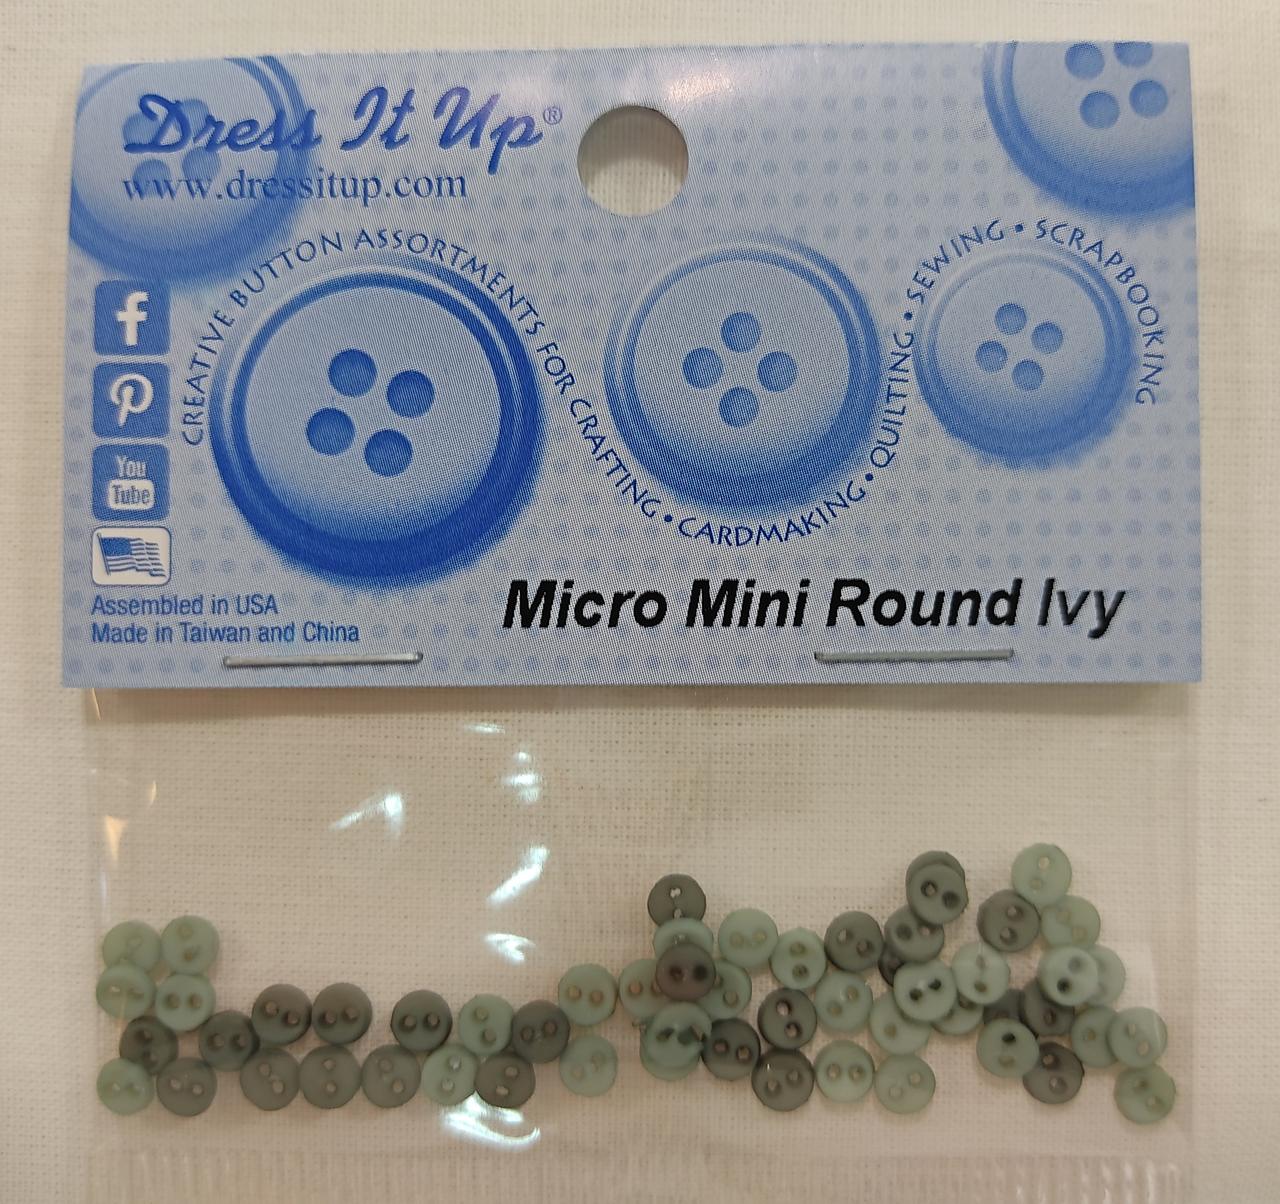 Dress It Up®
www.dressitup.com
CREATIVE BUTTON ASSORTMENTS FOR CRAFTING • CARDMAKING • QUILTING • SEWING • SCRAPBOOKING
f
You
Tube
Assembled in USA
Made in Taiwan and China
Micro Mini Round Ivy